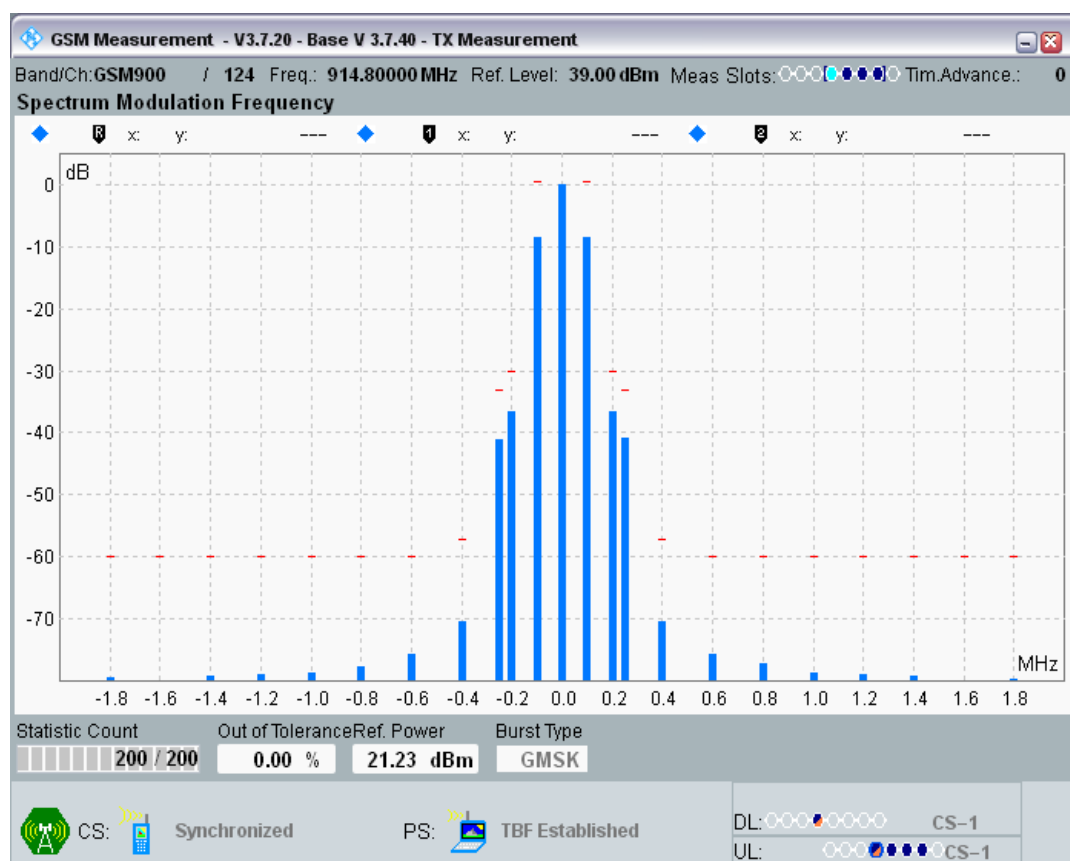 GSM Measurement - V3.7.20 - Base V 3.7.40 - TX Measurement
Band/Ch:GSM900 / 124 Freq.: 914.80000 MHz Ref. Level: 39.00 dBm Meas Slots: Tim.Advance.: 0
Spectrum Modulation Frequency
R x: y: --- 1 x: y: --- 2 x: y: ---
dB
0
-10
-20
-30
-40
-50
-60
-70
MHz
-1.8 -1.6 -1.4 -1.2 -1.0 -0.8 -0.6 -0.4 -0.2 0.0 0.2 0.4 0.6 0.8 1.0 1.2 1.4 1.6 1.8
Statistic Count Out of Tolerance Ref. Power Burst Type
200 / 200 0.00 % 21.23 dBm GMSK
CS: Synchronized PS: TBF Established
DL: CS-1
UL: CS-1